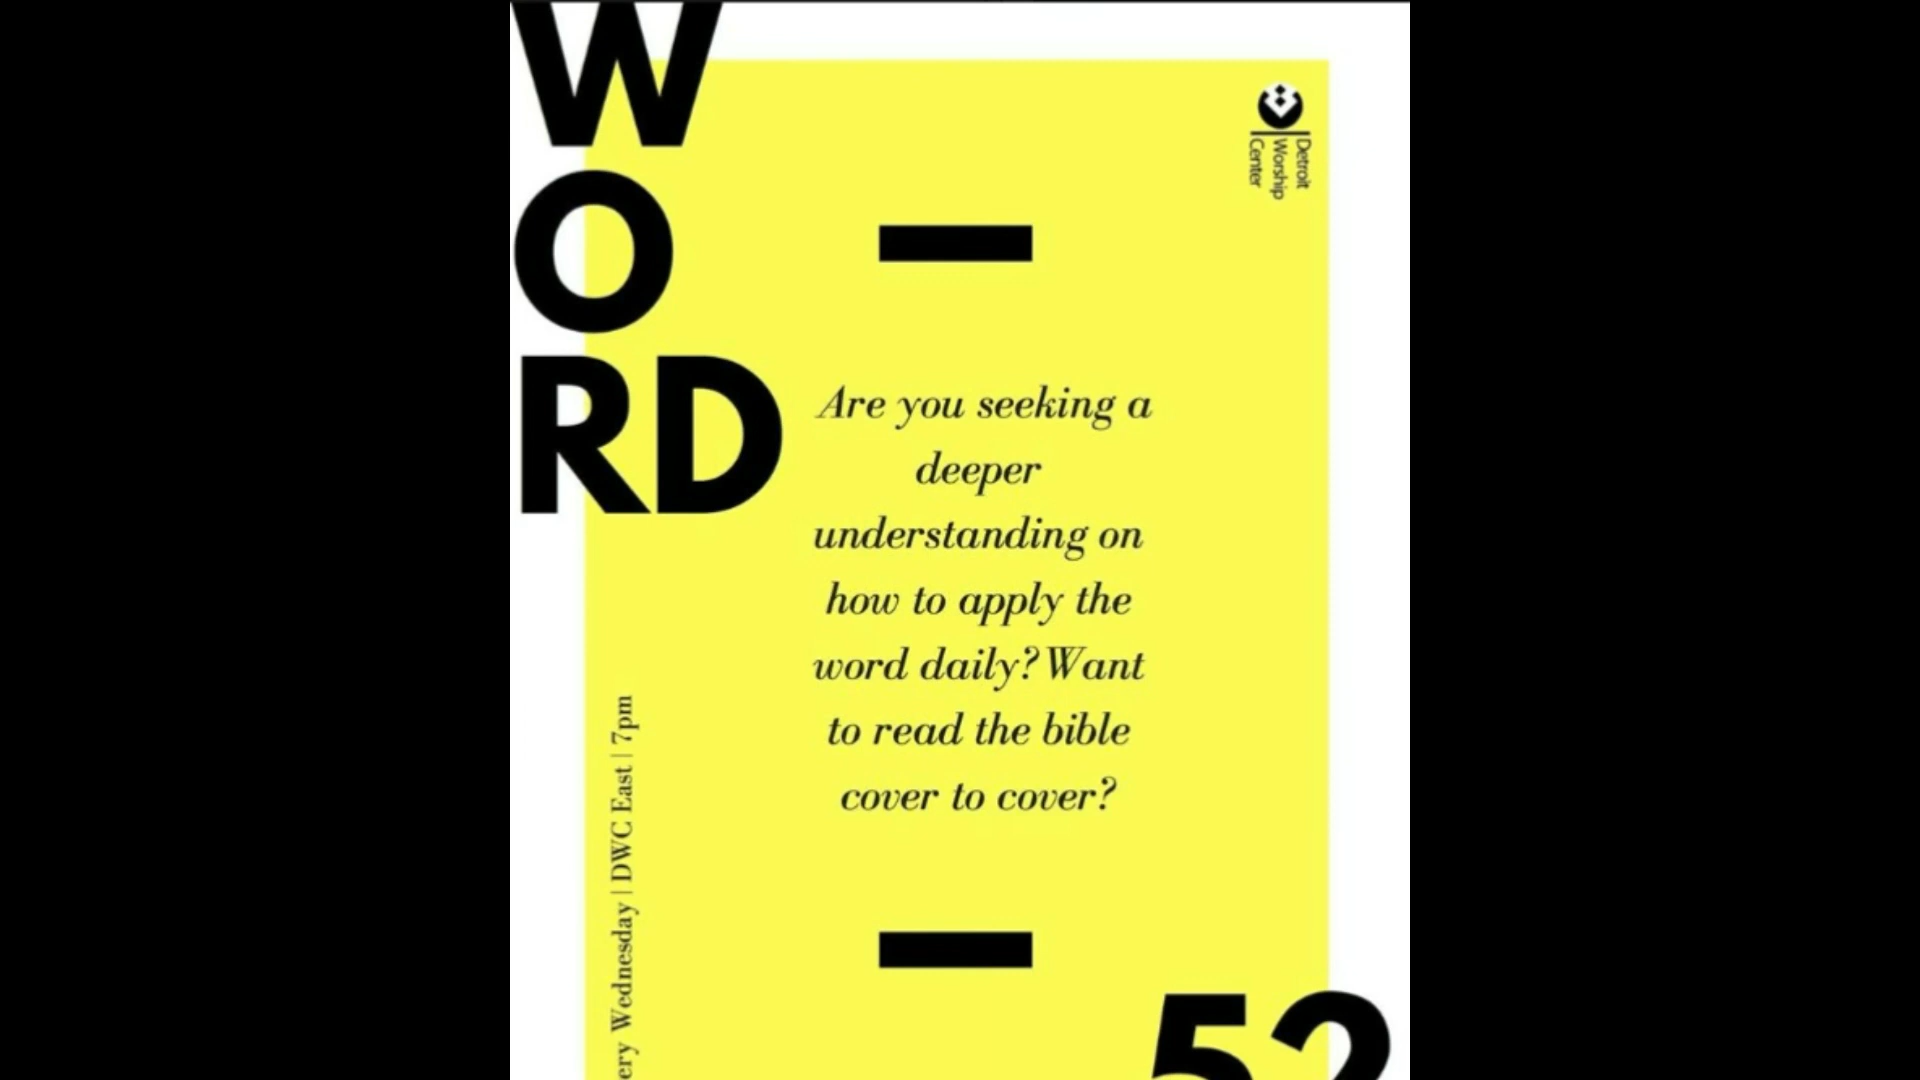 W
O
RD
Detroit
Worship
Center
Are you seeking a
deeper
understanding on
how to apply the
word daily? Want
to read the bible
cover to cover?
ery Wednesday | DWC East | 7pm
52